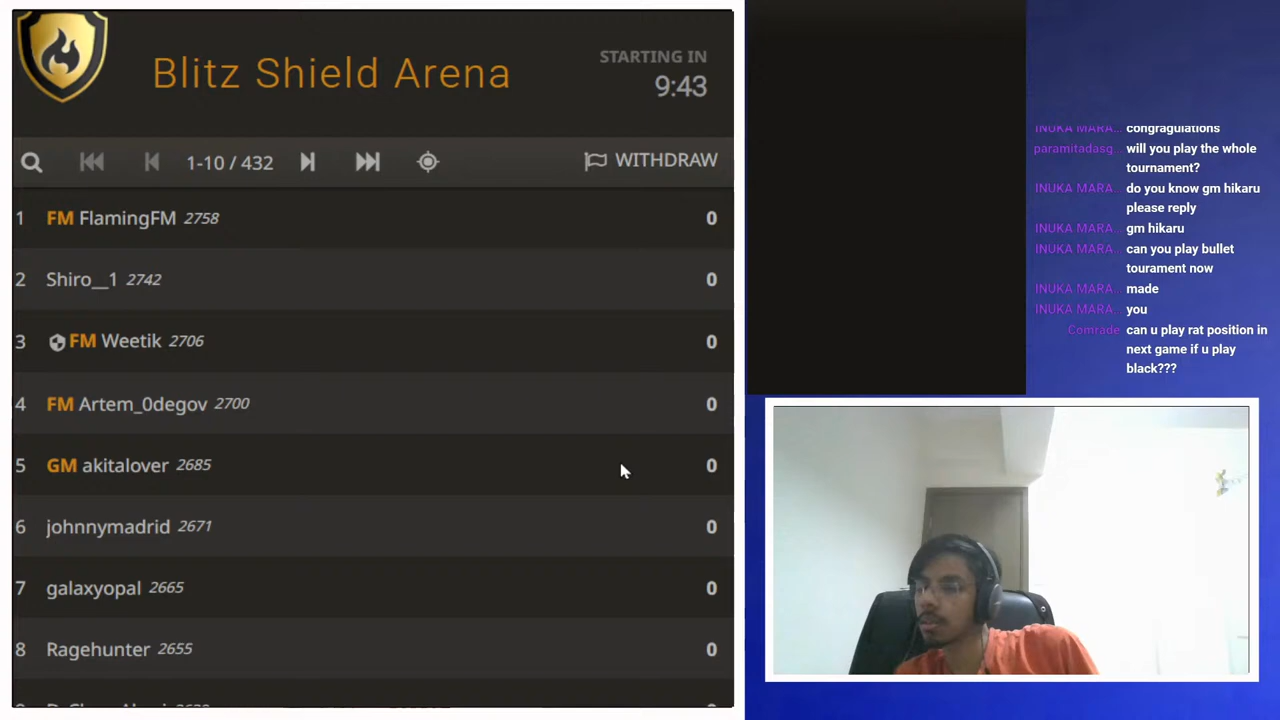 Blitz Shield Arena
STARTING IN
9:43
1-10 / 432
WITHDRAW
1 FM FlamingFM 2758 0
2 Shiro__1 2742 0
3 FM Weetik 2706 0
4 FM Artem_0degov 2700 0
5 GM akitalover 2685 0
6 johnnymadrid 2671 0
7 galaxyopal 2665 0
8 Ragehunter 2655 0
INUKA MARA... congragulations
paramitadasg... will you play the whole
tournament?
INUKA MARA... do you know gm hikaru
please reply
INUKA MARA... gm hikaru
INUKA MARA... can you play bullet
tourament now
INUKA MARA... made
INUKA MARA... you
Comrade can u play rat position in
next game if u play
black???